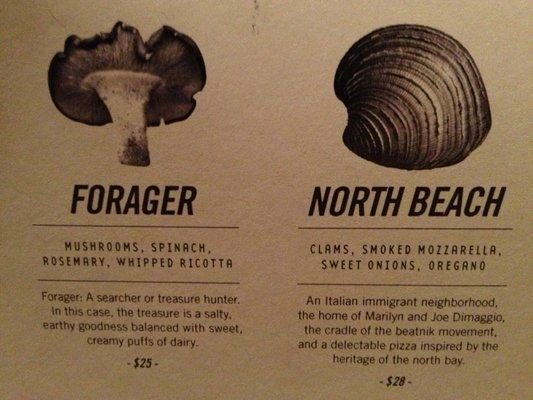 FORAGER
MUSHROOMS, SPINACH,
ROSEMARY, WHIPPED RICOTTA
Forager: A searcher or treasure hunter.
In this case, the treasure is a salty,
earthy goodness balanced with sweet,
creamy puffs of dairy.
- $25 -
NORTH BEACH
CLAMS, SMOKED MOZZARELLA,
SWEET ONIONS, OREGANO
An Italian immigrant neighborhood,
the home of Marilyn and Joe Dimaggio,
the cradle of the beatnik movement,
and a delectable pizza inspired by the
heritage of the north bay.
- $28 -